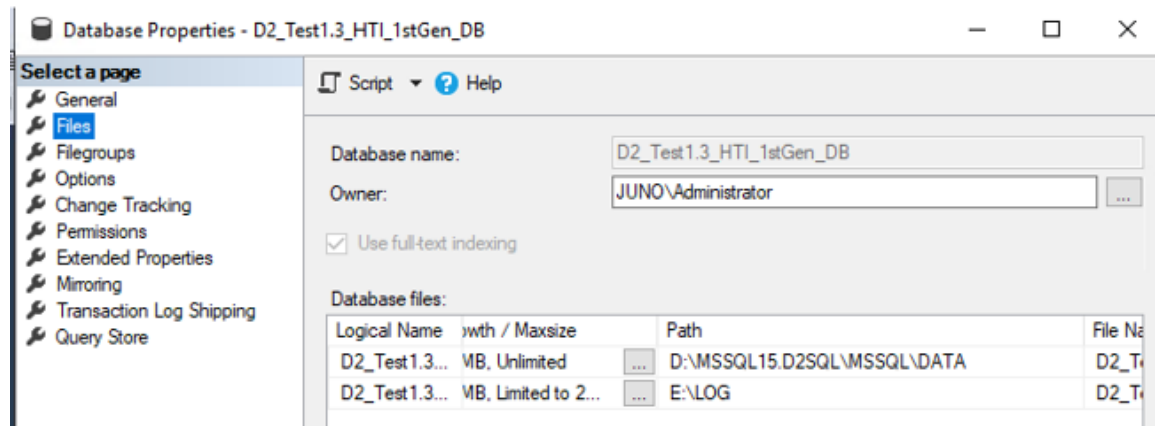 Database Properties - D2_Test1.3_HTI_1stGen_DB
Select a page
General
Files
Filegroups
Options
Change Tracking
Permissions
Extended Properties
Mirroring
Transaction Log Shipping
Query Store
Script Help
Database name: D2_Test1.3_HTI_1stGen_DB
Owner: JUNO\Administrator ...
Use full-text indexing
Database files:
Logical Name wth / Maxsize Path File Na
D2_Test1.3... MB, Unlimited ... D:\MSSQL15.D2SQL\MSSQL\DATA D2_Te
D2_Test1.3... MB, Limited to 2... ... E:\LOG D2_Te